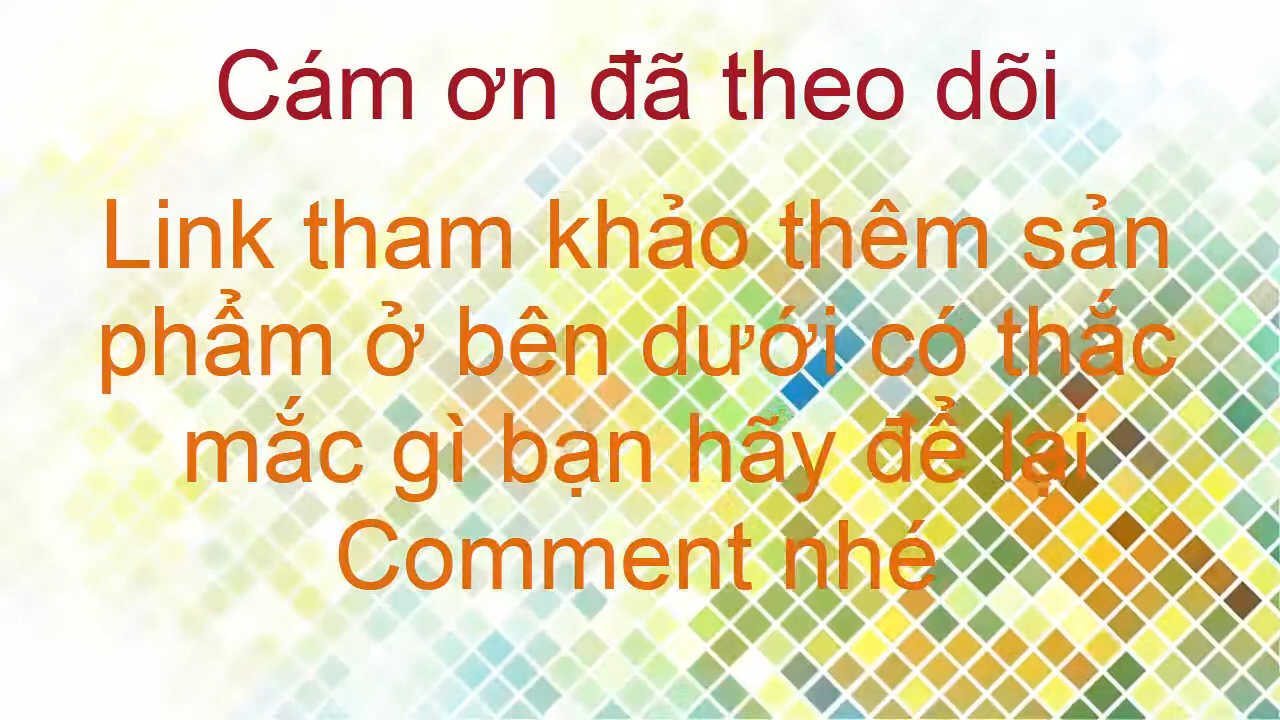 Cám ơn đã theo dõi
Link tham khảo thêm sản
phẩm ở bên dưới có thắc
mắc gì bạn hãy để lại
Comment nhé